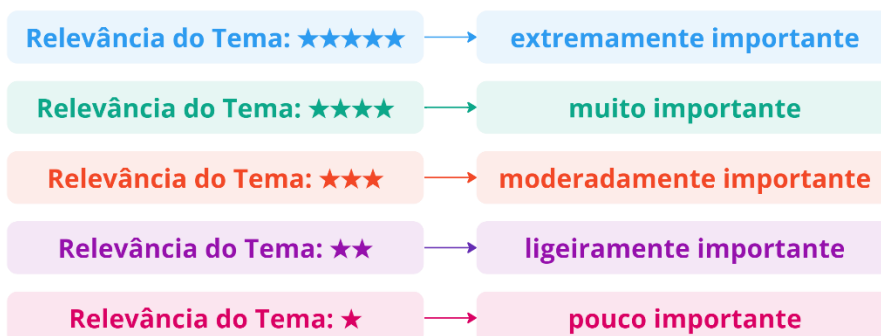 Relevância do Tema: ★★★★★ extremamente importante
Relevância do Tema: ★★★★ muito importante
Relevância do Tema: ★★★ moderadamente importante
Relevância do Tema: ★★ ligeiramente importante
Relevância do Tema: ★ pouco importante